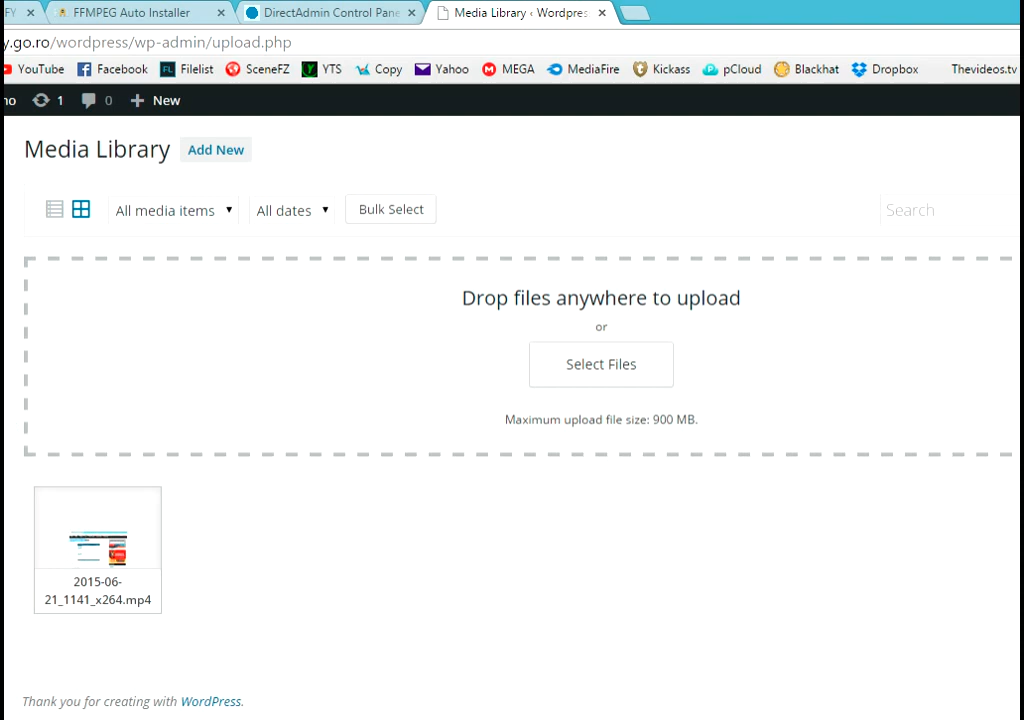 FY FFMPEG Auto Installer DirectAdmin Control Pane Media Library ‹ Wordpres
y.go.ro/wordpress/wp-admin/upload.php
YouTube Facebook Filelist SceneFZ YTS Copy Yahoo MEGA MediaFire Kickass pCloud Blackhat Dropbox Thevideos.tv
no 1 0 + New
Media Library Add New
All media items All dates Bulk Select Search
Drop files anywhere to upload
or
Select Files
Maximum upload file size: 900 MB.
2015-06-
21_1141_x264.mp4
Thank you for creating with WordPress.